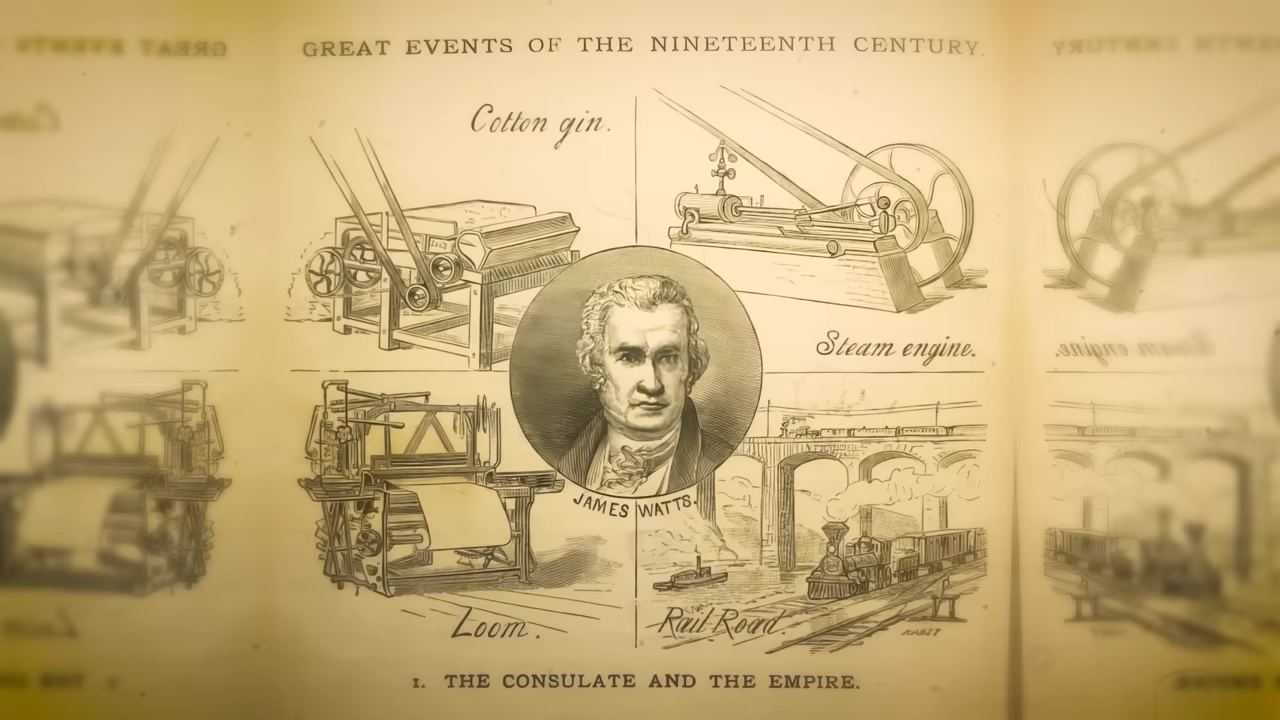 GREAT EVENTS OF THE NINETEENTH CENTURY.
Cotton gin.
Steam engine.
JAMES WATTS.
Loom.
Rail Road.
1. THE CONSULATE AND THE EMPIRE.